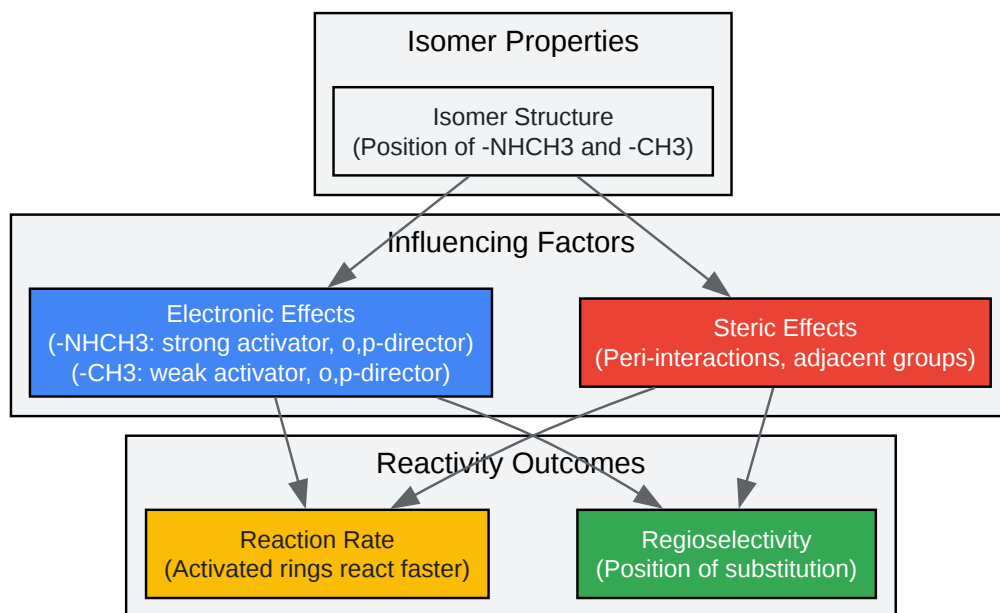 Isomer Properties
Isomer Structure
(Position of -NHCH3 and -CH3)
Influencing Factors
Electronic Effects
(-NHCH3: strong activator, o,p-director)
(-CH3: weak activator, o,p-director)
Steric Effects
(Peri-interactions, adjacent groups)
Reactivity Outcomes
Reaction Rate
(Activated rings react faster)
Regioselectivity
(Position of substitution)